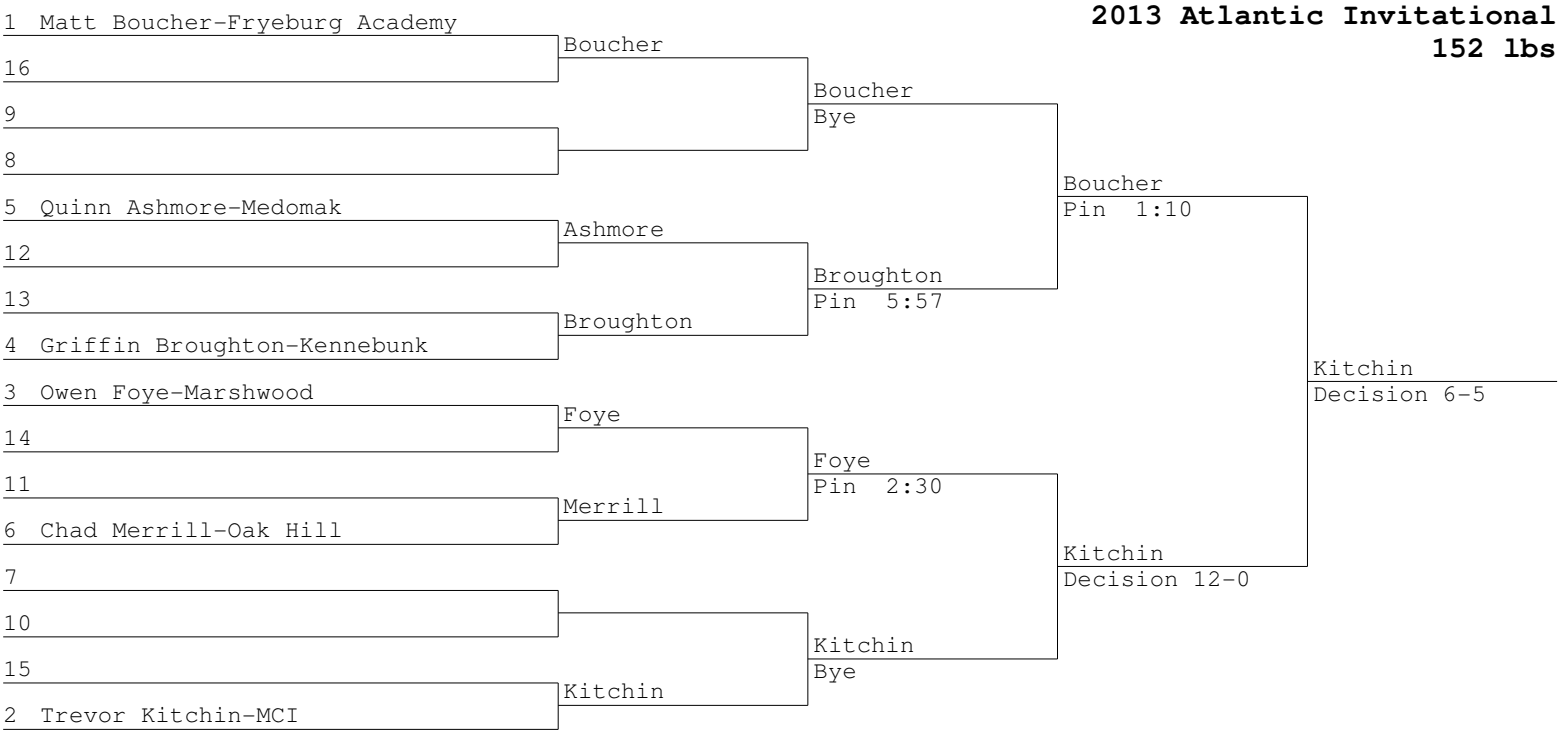 2013 Atlantic Invitational
152 lbs
1 Matt Boucher-Fryeburg Academy
16
9
8
5 Quinn Ashmore-Medomak
12
13
4 Griffin Broughton-Kennebunk
3 Owen Foye-Marshwood
14
11
6 Chad Merrill-Oak Hill
7
10
15
2 Trevor Kitchin-MCI
Boucher
Ashmore
Broughton
Foye
Merrill
Kitchin
Boucher
Bye
Broughton
Pin 5:57
Foye
Pin 2:30
Kitchin
Bye
Boucher
Pin 1:10
Kitchin
Decision 12-0
Kitchin
Decision 6-5